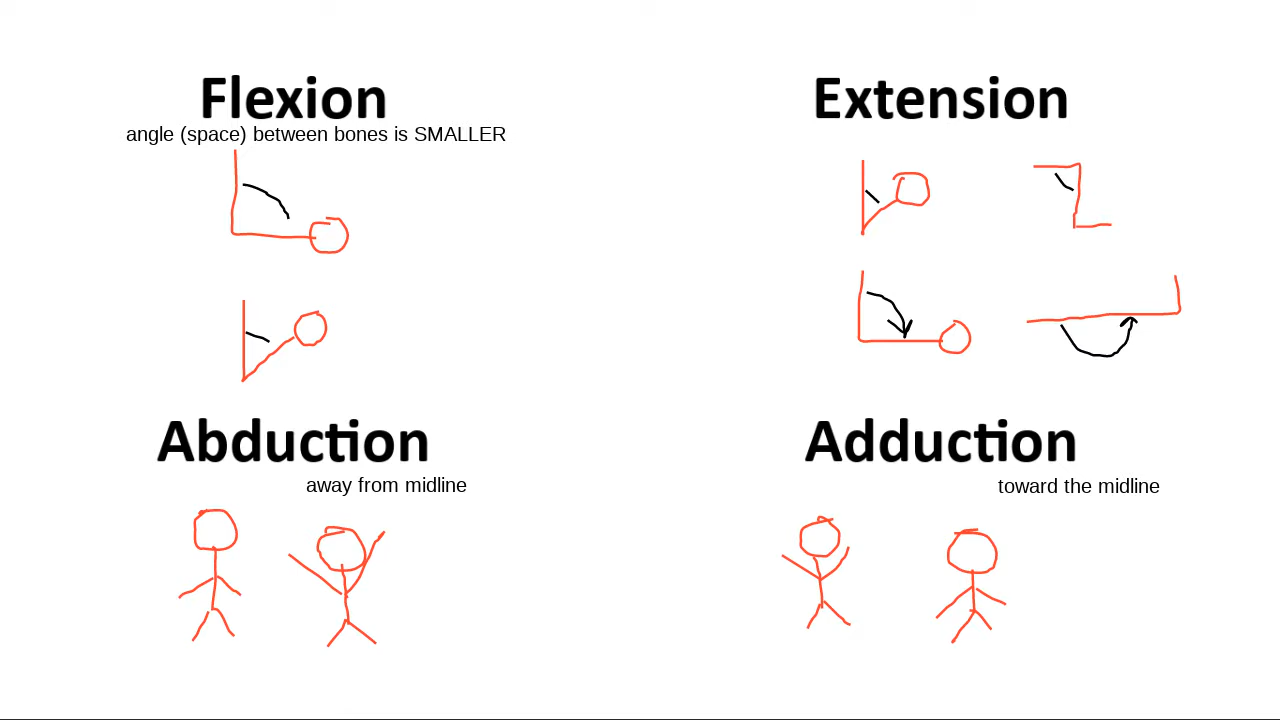 Flexion
angle (space) between bones is SMALLER
Extension
Abduction
away from midline
Adduction
toward the midline